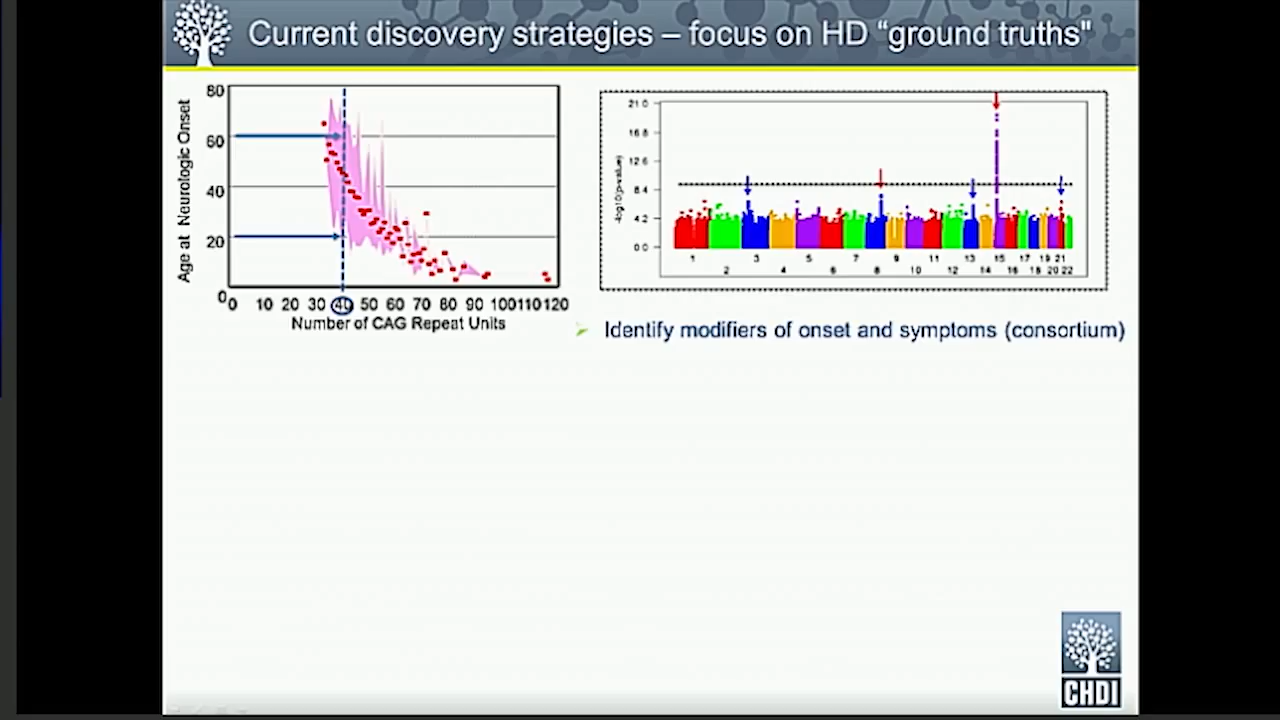 Current discovery strategies – focus on HD “ground truths"
Age at Neurologic Onset
80
60
40
20
0
0 10 20 30 40 50 60 70 80 90 100 110 120
Number of CAG Repeat Units
-log10(p-value)
21.0
16.8
12.6
8.4
4.2
0.0
1 3 5 7 9 11 13 15 17 19 21
2 4 6 8 10 12 14 16 18 20 22
Identify modifiers of onset and symptoms (consortium)
CHDI